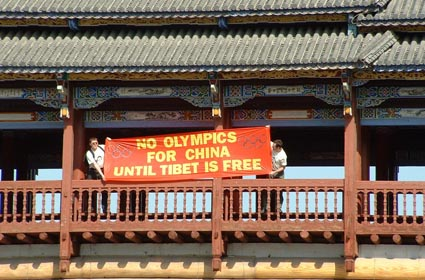 NO OLYMPICS
FOR CHINA
UNTIL TIBET IS FREE